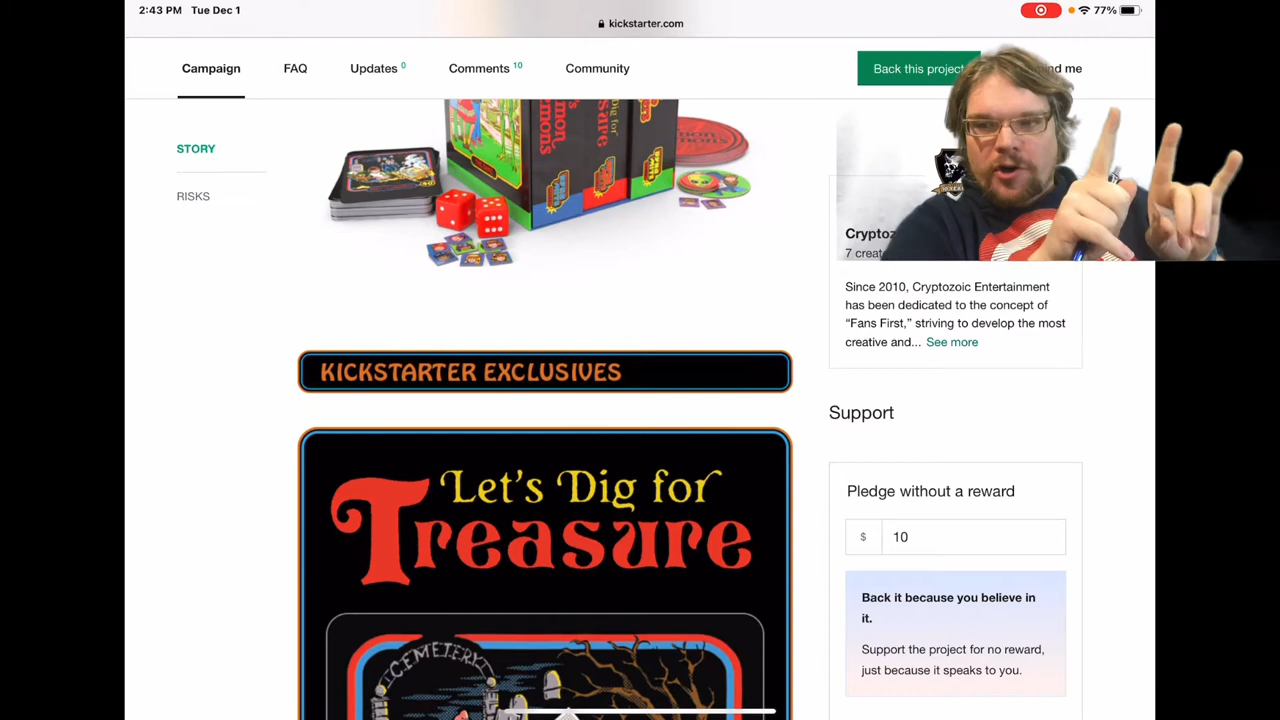 2:43 PM Tue Dec 1
kickstarter.com
77%
Campaign
FAQ
Updates 0
Comments 10
Community
Back this project
me
STORY
RISKS
7
Since 2010, Cryptozoic Entertainment
has been dedicated to the concept of
“Fans First,” striving to develop the most
creative and... See more
KICKSTARTER EXCLUSIVES
Let's Dig for
Treasure
CEMETERY
Support
Pledge without a reward
$ 10
Back it because you believe in
it.
Support the project for no reward,
just because it speaks to you.